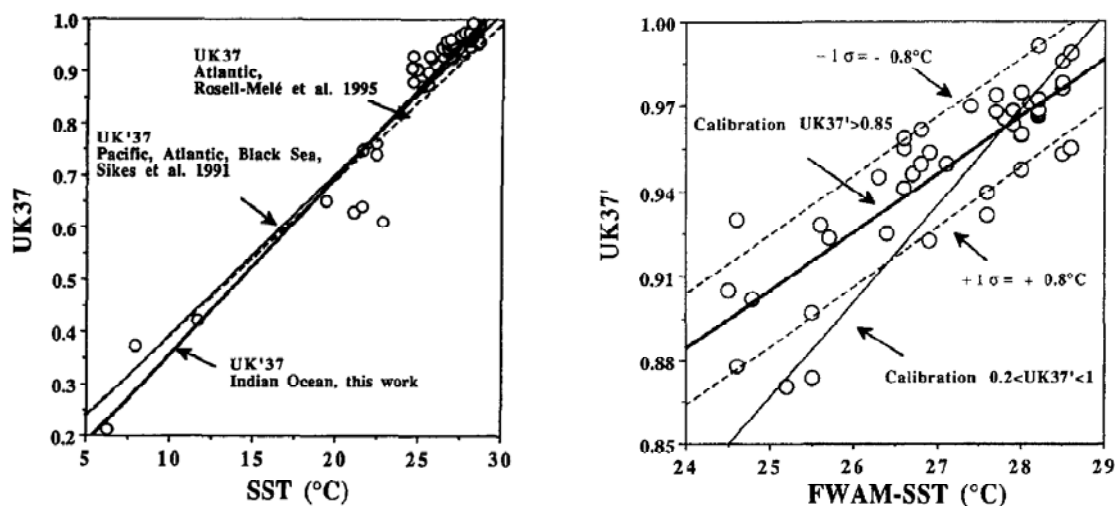 1.0
0.9
0.8
0.7
0.6
0.5
0.4
0.3
0.2
UK37
UK37
Atlantic,
Rosell-Melé et al. 1995
UK'37
Pacific, Atlantic, Black Sea,
Sikes et al. 1991
UK'37
Indian Ocean, this work
5 10 15 20 25 30
SST (°C)
1.00
0.97
0.94
0.91
0.88
0.85
UK37'
− 1 σ = - 0.8°C
Calibration UK37'>0.85
+ 1 σ = + 0.8°C
Calibration 0.2<UK37'<1
24 25 26 27 28 29
FWAM-SST (°C)